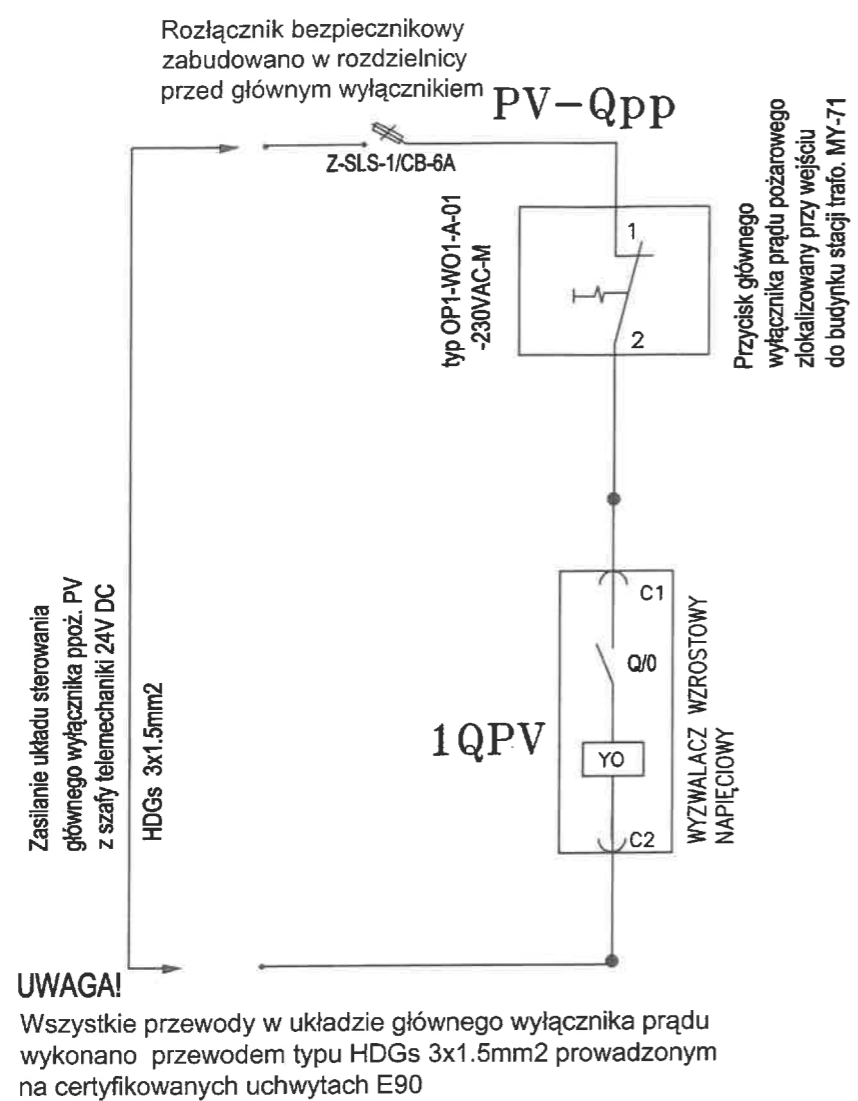 Rozłącznik bezpiecznikowy
zabudowano w rozdzielnicy
przed głównym wyłącznikiem
PV-Qpp
Z-SLS-1/CB-6A
typ OP1-WO1-A-01
-230VAC-M
1
2
Przycisk głównego
wyłącznika prądu pożarowego
zlokalizowany przy wejściu
do budynku stacji trafo. MY-71
Zasilanie układu sterowania
głównego wyłącznika ppoż. PV
z szafy telemechaniki 24V DC
HDGs 3x1.5mm2
1QPV
C1
Q/0
YO
C2
WYZWALACZ WZROSTOWY
NAPIĘCIOWY
UWAGA!
Wszystkie przewody w układzie głównego wyłącznika prądu
wykonano przewodem typu HDGs 3x1.5mm2 prowadzonym
na certyfikowanych uchwytach E90